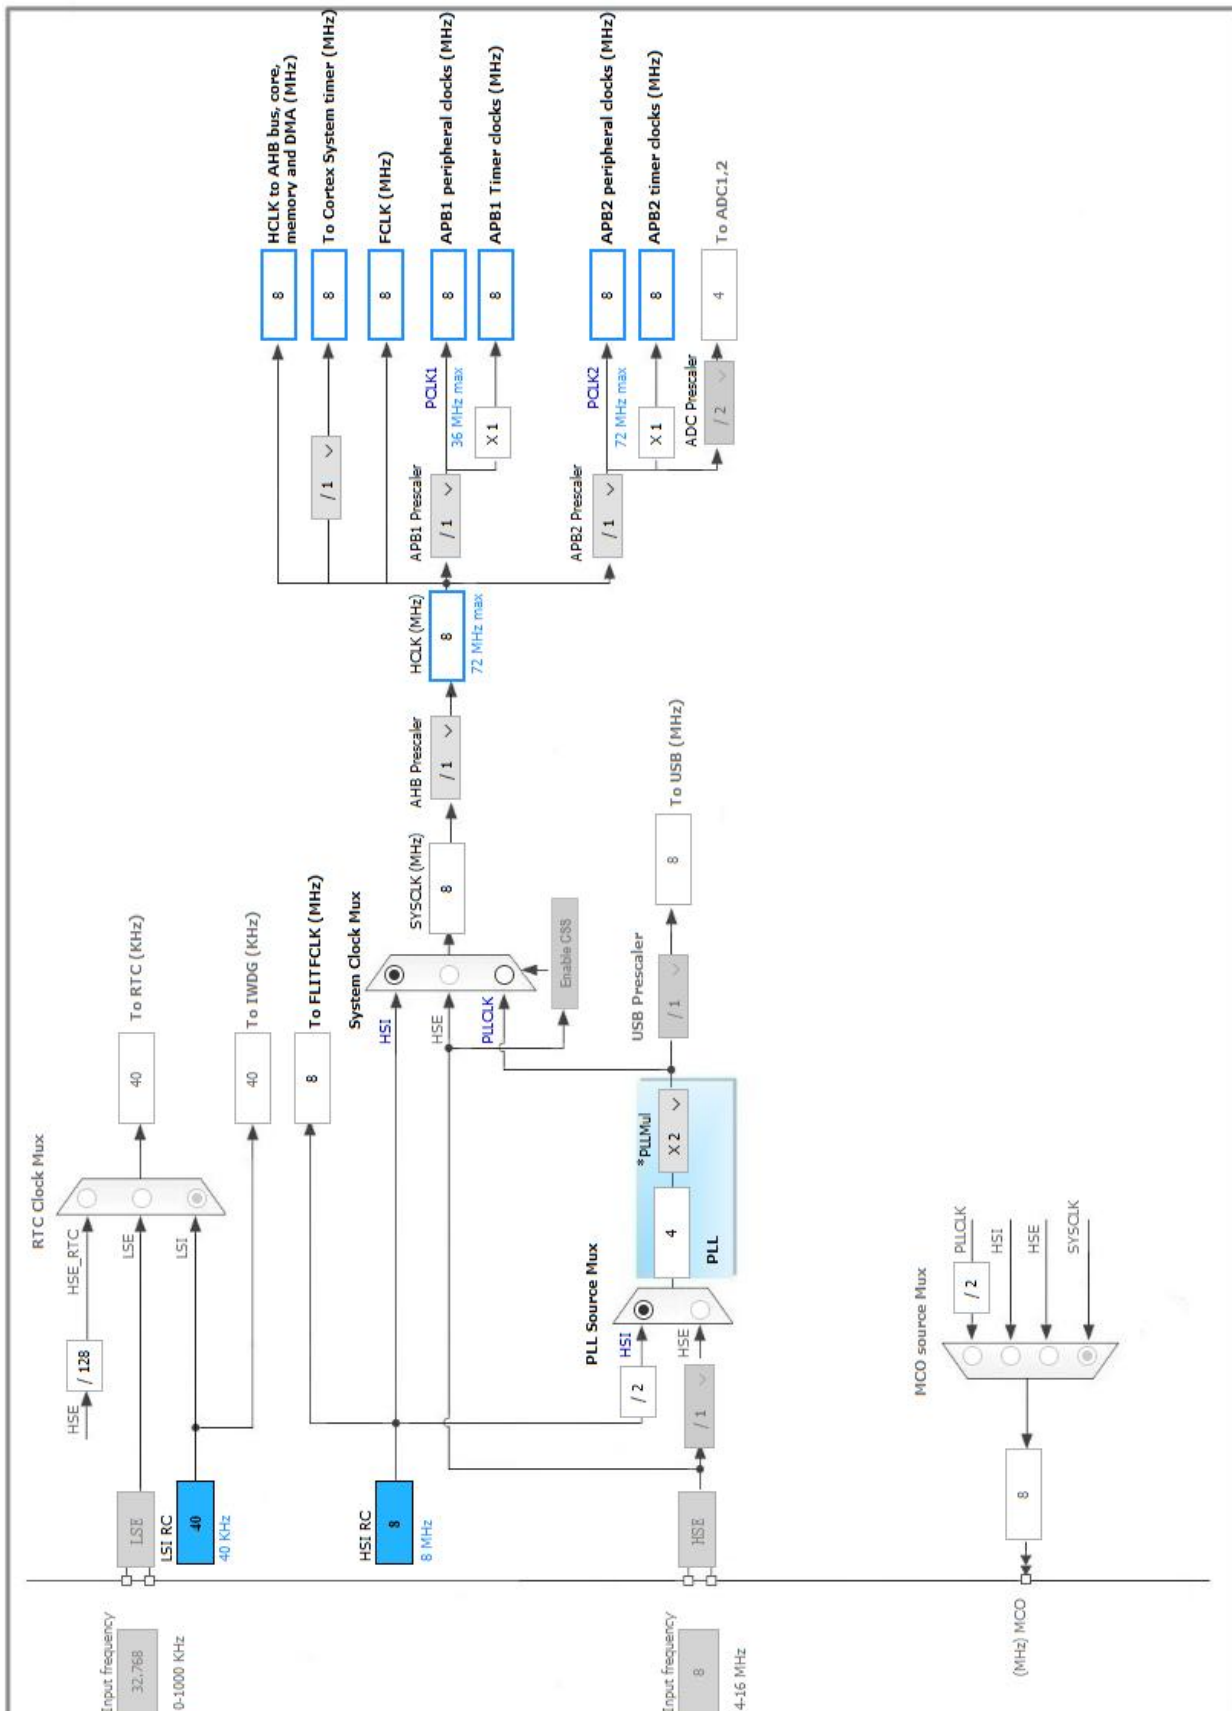 RTC Clock Mux
HSE
/ 128
HSE_RTC
LSE
LSI
40
To RTC (KHz)
Input frequency
32.768
0-1000 KHz
LSE
LSI RC
40
40 KHz
40
To IWDG (KHz)
8
To FLITFCLK (MHz)
HSI RC
8
8 MHz
System Clock Mux
HSI
HSE
PLLCLK
Enable CSS
SYSCLK (MHz)
8
AHB Prescaler
/ 1
HCLK (MHz)
8
72 MHz max
8
HCLK to AHB bus, core,
memory and DMA (MHz)
/ 1
8
To Cortex System timer (MHz)
8
FCLK (MHz)
APB1 Prescaler
/ 1
PCLK1
36 MHz max
8
APB1 peripheral clocks (MHz)
X 1
8
APB1 Timer clocks (MHz)
APB2 Prescaler
/ 1
PCLK2
72 MHz max
8
APB2 peripheral clocks (MHz)
X 1
8
APB2 timer clocks (MHz)
ADC Prescaler
/ 2
4
To ADC1,2
PLL Source Mux
/ 2
HSI
HSE
/ 1
4
*PLLMul
X 2
PLL
USB Prescaler
/ 1
8
To USB (MHz)
Input frequency
8
4-16 MHz
HSE
MCO source Mux
PLLCLK
/ 2
HSI
HSE
SYSCLK
8
(MHz) MCO